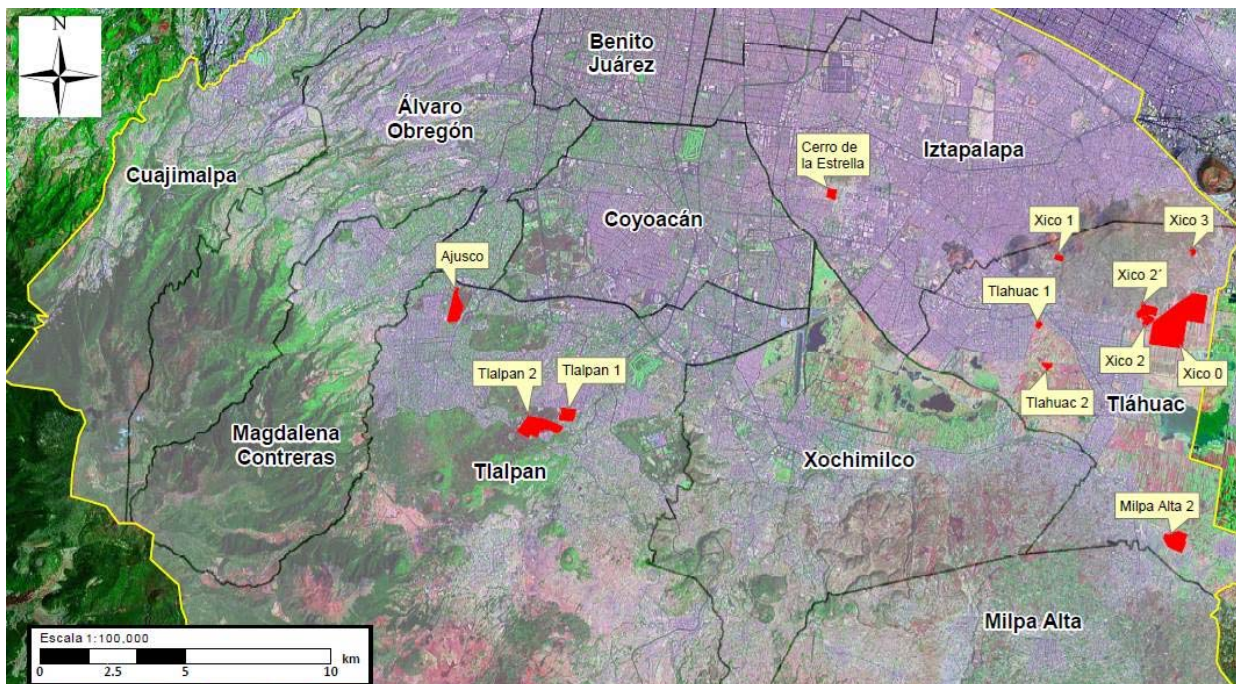 N
Benito
Juárez
Álvaro
Obregón
Cuajimalpa
Cerro de
la Estrella
Iztapalapa
Coyoacán
Xico 1
Xico 3
Ajusco
Xico 2´
Tlahuac 1
Tlalpan 2
Tlalpan 1
Xico 2
Xico 0
Tlahuac 2
Tláhuac
Magdalena
Contreras
Tlalpan
Xochimilco
Milpa Alta 2
Milpa Alta
Escala 1:100,000
km
0 2.5 5 10